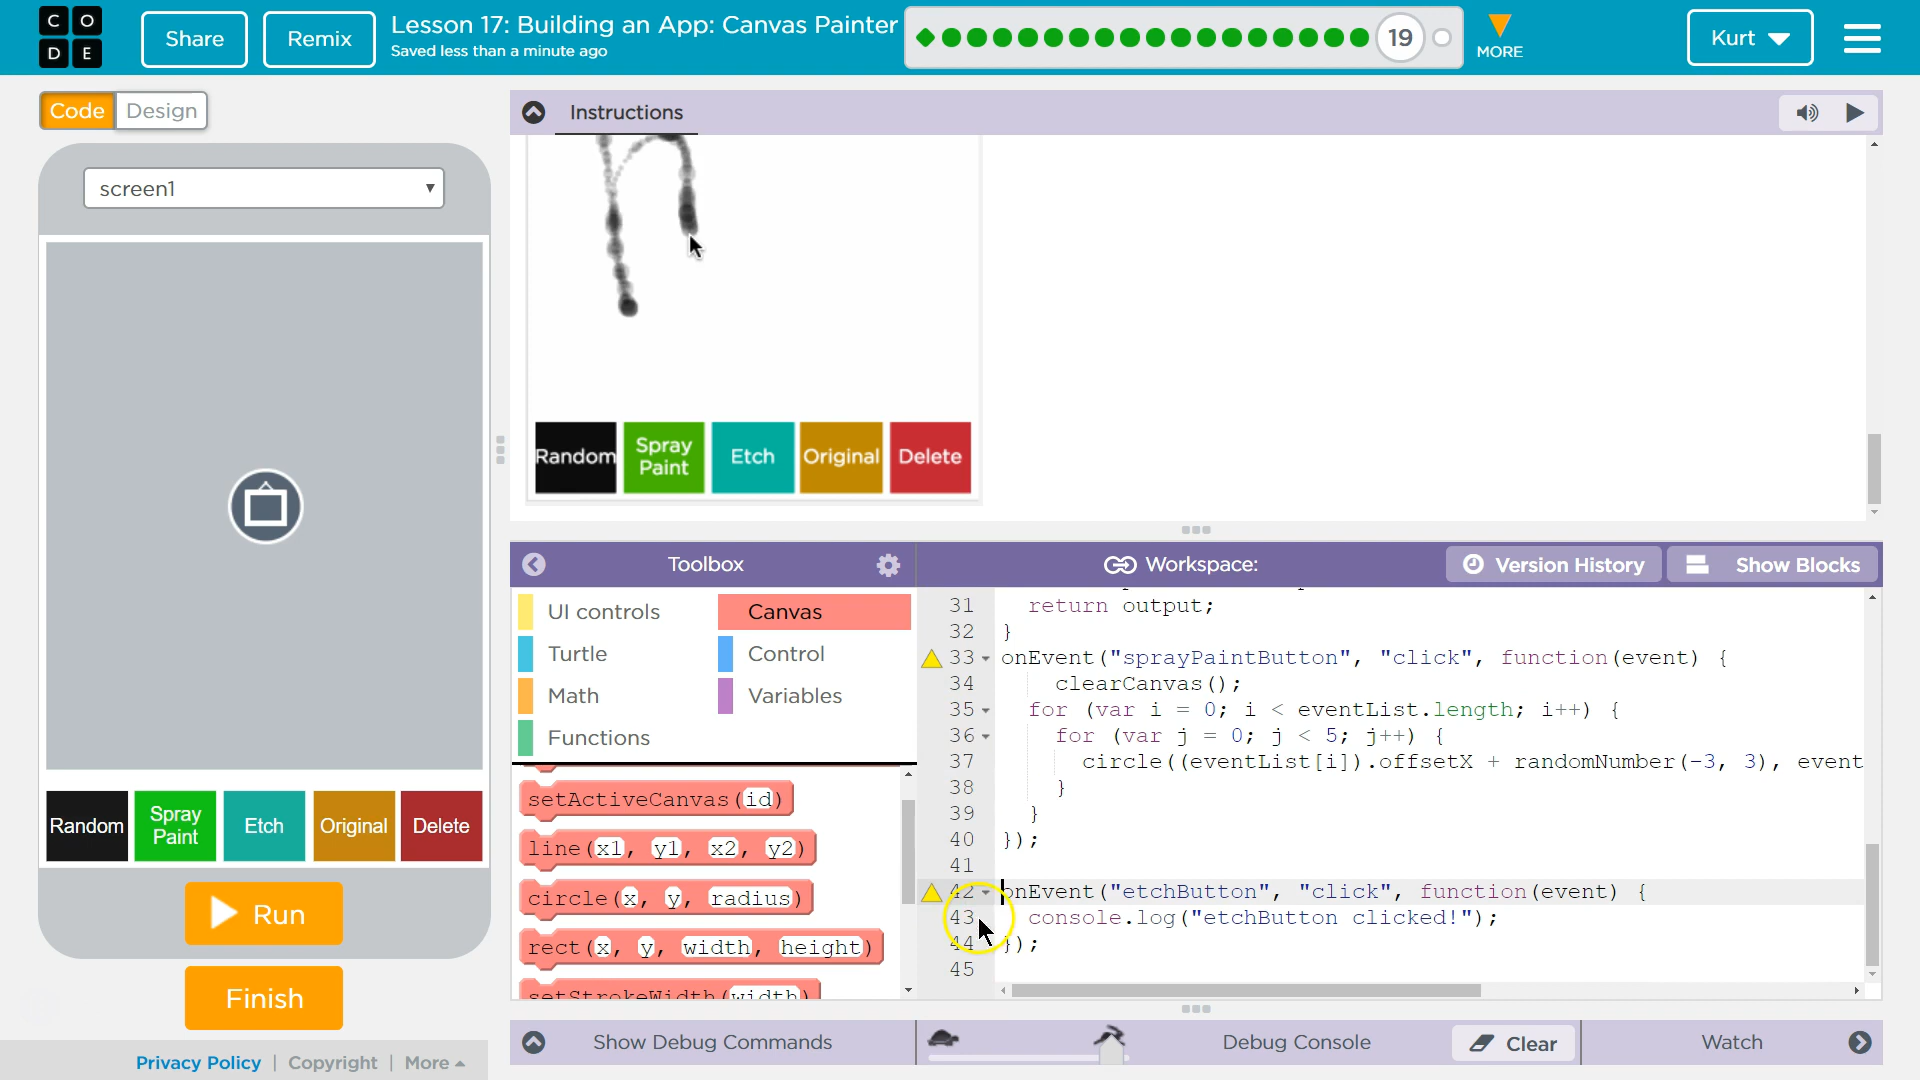 CODE
Share
Remix
Lesson 17: Building an App: Canvas Painter
Saved less than a minute ago
19
MORE
Kurt
Code
Design
screen1
Random
Spray
Paint
Etch
Original
Delete
Run
Finish
Privacy Policy | Copyright | More
Instructions
Random
Spray
Paint
Etch
Original
Delete
Toolbox
UI controls
Canvas
Turtle
Control
Math
Variables
Functions
setActiveCanvas(id)
line(x1, y1, x2, y2)
circle(x, y, radius)
rect(x, y, width, height)
setStrokeWidth(width)
Workspace:
Version History
Show Blocks
31 return output;
32 }
33 onEvent("sprayPaintButton", "click", function(event) {
34 clearCanvas();
35 for (var i = 0; i < eventList.length; i++) {
36 for (var j = 0; j < 5; j++) {
37 circle((eventList[i]).offsetX + randomNumber(-3, 3), event
38 }
39 }
40 });
41
42 onEvent("etchButton", "click", function(event) {
43 console.log("etchButton clicked!");
44 });
45
Show Debug Commands
Debug Console
Clear
Watch